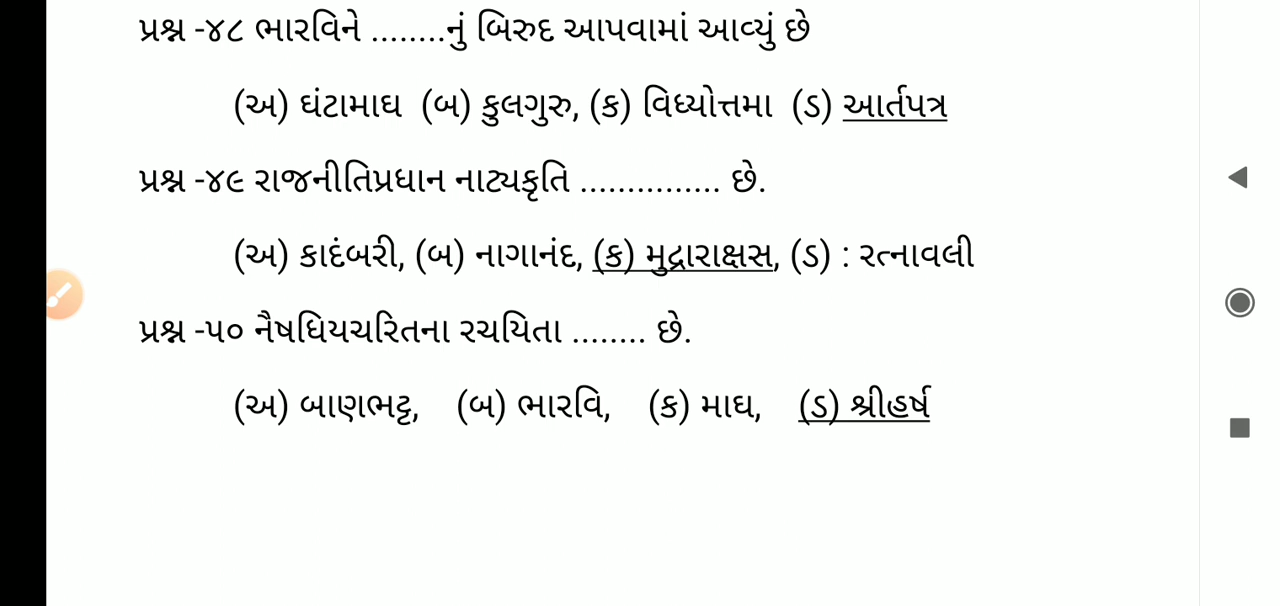 પ્રશ્ન -૪૮ ભારવિને ........નું બિરુદ આપવામાં આવ્યું છે
(અ) ઘંટામાઘ (બ) કુલગુરુ, (ક) વિધ્યોત્તમા (ડ) આર્તપત્ર
પ્રશ્ન -૪૯ રાજનીતિપ્રધાન નાટ્યકૃતિ ............... છે.
(અ) કાદંબરી, (બ) નાગાનંદ, (ક) મુદ્રારાક્ષસ, (ડ) : રત્નાવલી
પ્રશ્ન -૫૦ નૈષધિયચરિતના રચયિતા ........ છે.
(અ) બાણભટ્ટ, (બ) ભારવિ, (ક) માઘ, (ડ) શ્રીહર્ષ